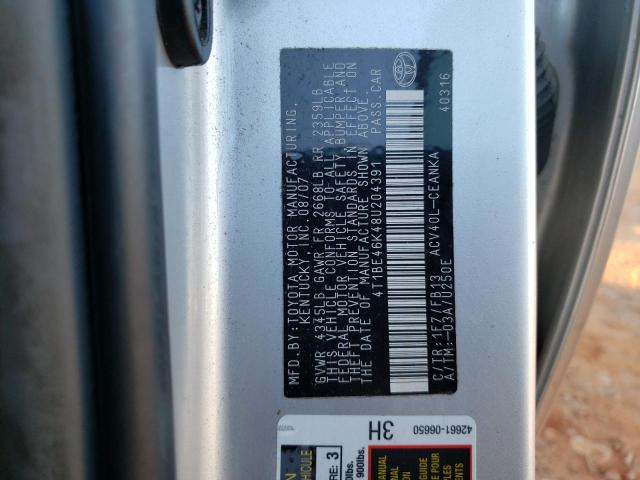 MFD.BY: TOYOTA MOTOR MANUFACTURING,
KENTUCKY, INC. 08/07
GVWR 4345LB GAWR FR 2668LB RR 2359LB
THIS VEHICLE CONFORMS TO ALL APPLICABLE
FEDERAL MOTOR VEHICLE SAFETY, BUMPER AND
THEFT PREVENTION STANDARDS IN EFFECT ON
THE DATE OF MANUFACTURE SHOWN ABOVE.
4T1BE46K48U204391 PASS.CAR
C/TR:1F7/FB13 ACV40L-CEANKA
A/TM:-03A/U250E 40316
42661-06650
3H